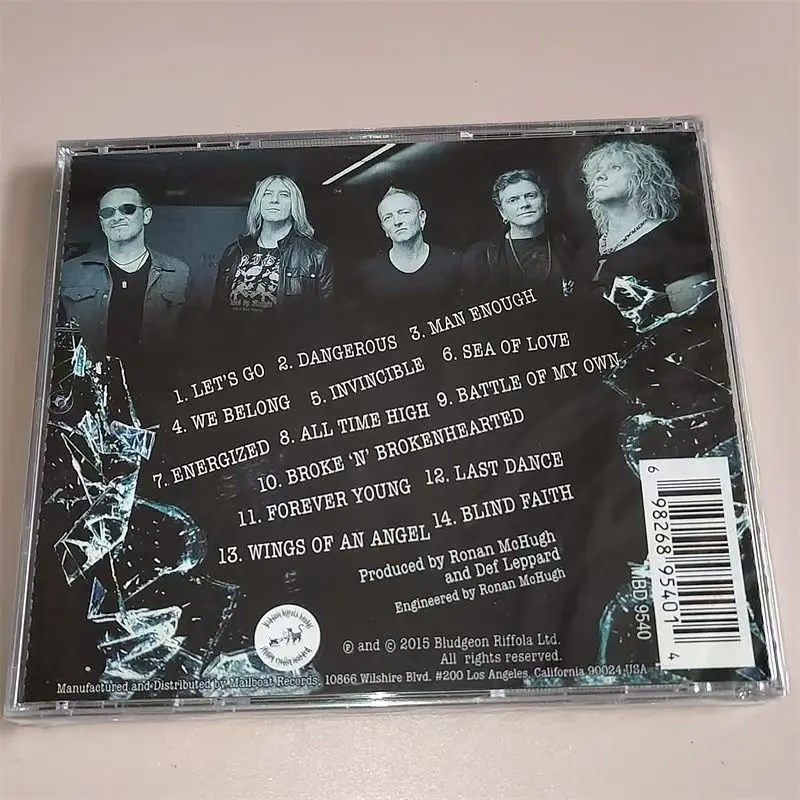 1. LET'S GO 2. DANGEROUS 3. MAN ENOUGH
4. WE BELONG 5. INVINCIBLE 6. SEA OF LOVE
7. ENERGIZED 8. ALL TIME HIGH 9. BATTLE OF MY OWN
10. BROKE 'N' BROKENHEARTED
11. FOREVER YOUNG 12. LAST DANCE
13. WINGS OF AN ANGEL 14. BLIND FAITH
Produced by Ronan McHugh
and Def Leppard
Engineered by Ronan McHugh
℗ and © 2015 Bludgeon Riffola Ltd.
All rights reserved.
Manufactured and Distributed by Mailboat Records, 10866 Wilshire Blvd. #200 Los Angeles, California 90024 USA
6 98268 95401 4
MBD 9540